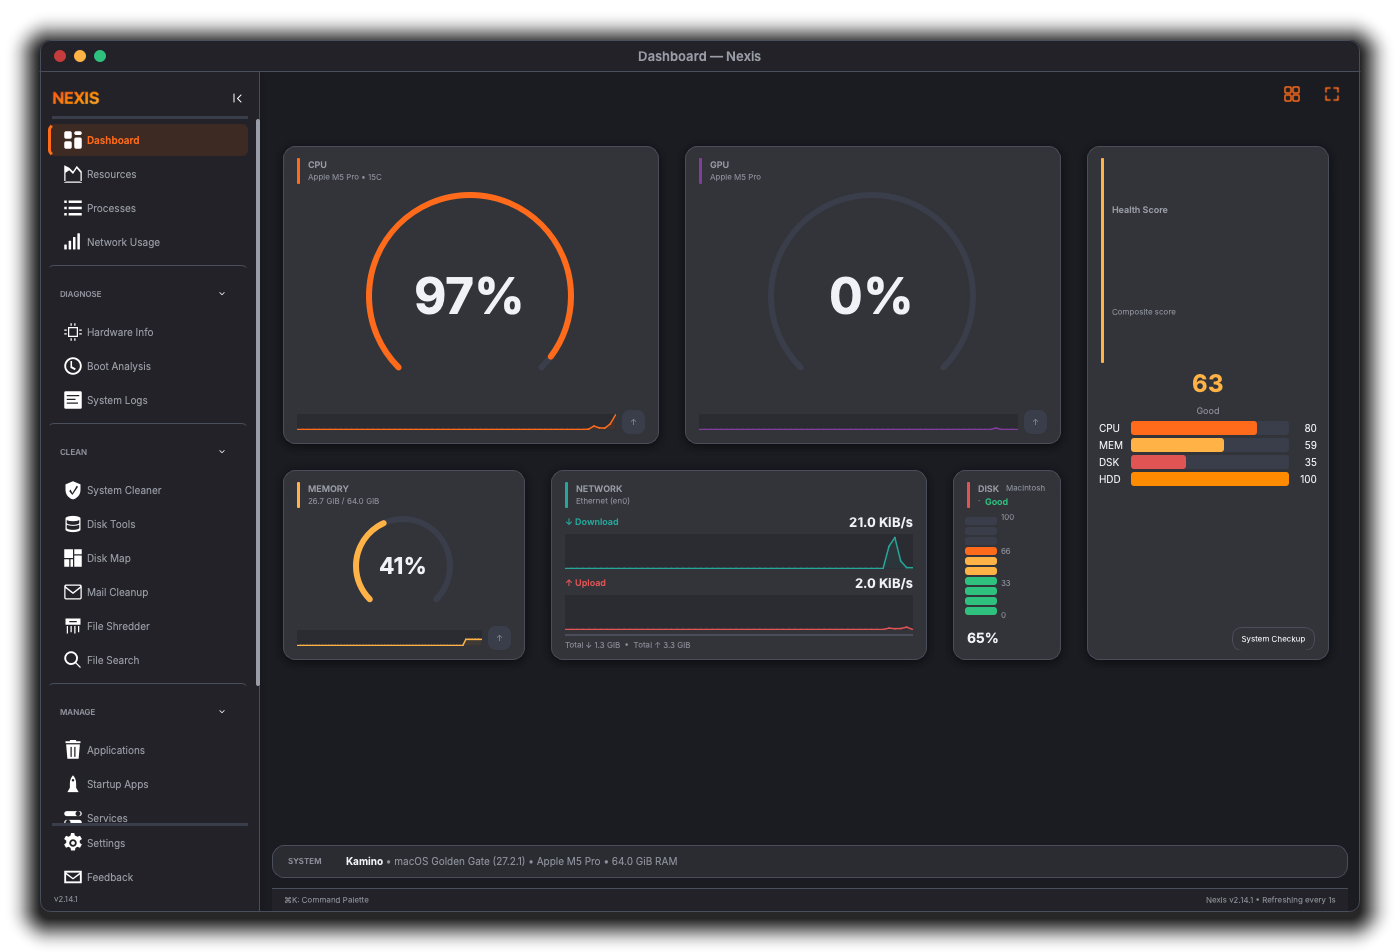 Dashboard — Nexis
NEXIS
Dashboard
Resources
Processes
Network Usage
DIAGNOSE
Hardware Info
Boot Analysis
System Logs
CLEAN
System Cleaner
Disk Tools
Disk Map
Mail Cleanup
File Shredder
File Search
MANAGE
Applications
Startup Apps
Services
Settings
Feedback
v2.14.1
CPU
Apple M5 Pro • 15C
97%
↑
GPU
Apple M5 Pro
0%
↑
Health Score
Composite score
63
Good
CPU 80
MEM 59
DSK 35
HDD 100
System Checkup
MEMORY
26.7 GIB / 64.0 GIB
41%
↑
NETWORK
Ethernet (en0)
↓ Download 21.0 KiB/s
↑ Upload 2.0 KiB/s
Total ↓ 1.3 GIB • Total ↑ 3.3 GIB
DISK Macintosh
· Good
100
66
33
0
65%
SYSTEM Kamino • macOS Golden Gate (27.2.1) • Apple M5 Pro • 64.0 GiB RAM
⌘K: Command Palette
Nexis v2.14.1 • Refreshing every 1s